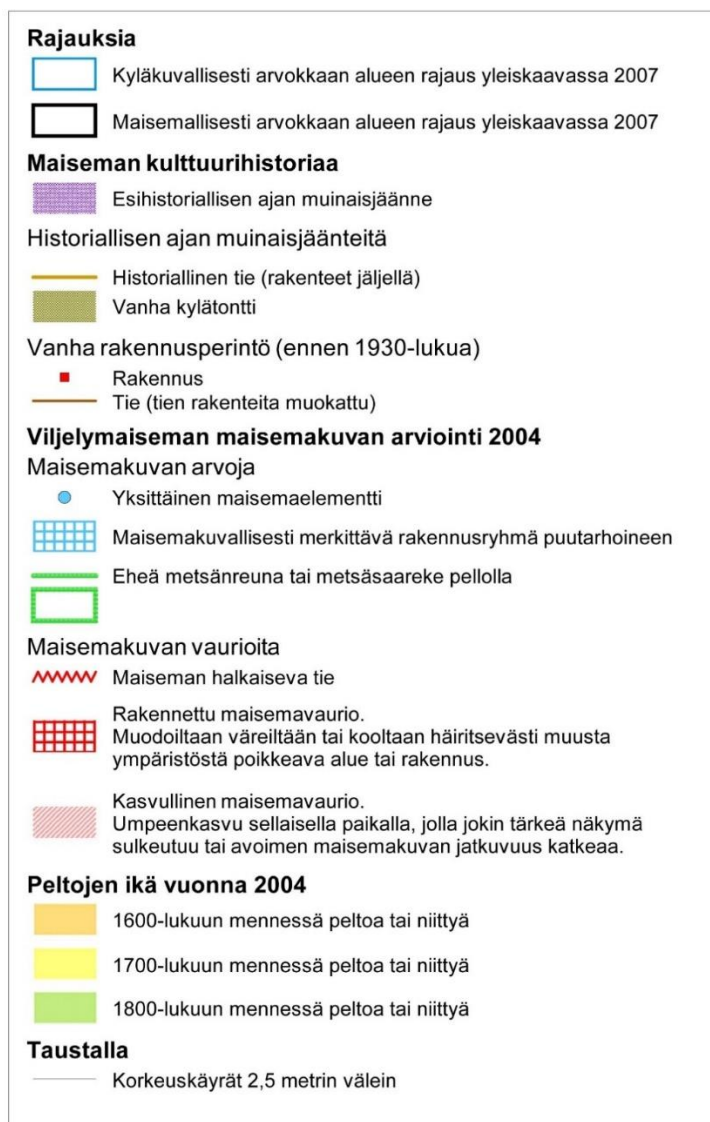 Rajauksia
Kyläkuvallisesti arvokkaan alueen rajaus yleiskaavassa 2007
Maisemallisesti arvokkaan alueen rajaus yleiskaavassa 2007
Maiseman kulttuurihistoriaa
Esihistoriallisen ajan muinaisjäänne
Historiallisen ajan muinaisjäänteitä
Historiallinen tie (rakenteet jäljellä)
Vanha kylätontti
Vanha rakennusperintö (ennen 1930-lukua)
Rakennus
Tie (tien rakenteita muokattu)
Viljelymaiseman maisemakuvan arviointi 2004
Maisemakuvan arvoja
Yksittäinen maisemaelementti
Maisemakuvallisesti merkittävä rakennusryhmä puutarhoineen
Eheä metsänreuna tai metsäsaareke pellolla
Maisemakuvan vaurioita
Maiseman halkaiseva tie
Rakennettu maisemavaurio.
Muodoiltaan väreiltään tai kooltaan häiritsevästi muusta
ympäristöstä poikkeava alue tai rakennus.
Kasvullinen maisemavaurio.
Umpeenkasvu sellaisella paikalla, jolla jokin tärkeä näkymä
sulkeutuu tai avoimen maisemakuvan jatkuvuus katkeaa.
Peltojen ikä vuonna 2004
1600-lukuun mennessä peltoa tai niittyä
1700-lukuun mennessä peltoa tai niittyä
1800-lukuun mennessä peltoa tai niittyä
Taustalla
Korkeuskäyrät 2,5 metrin välein